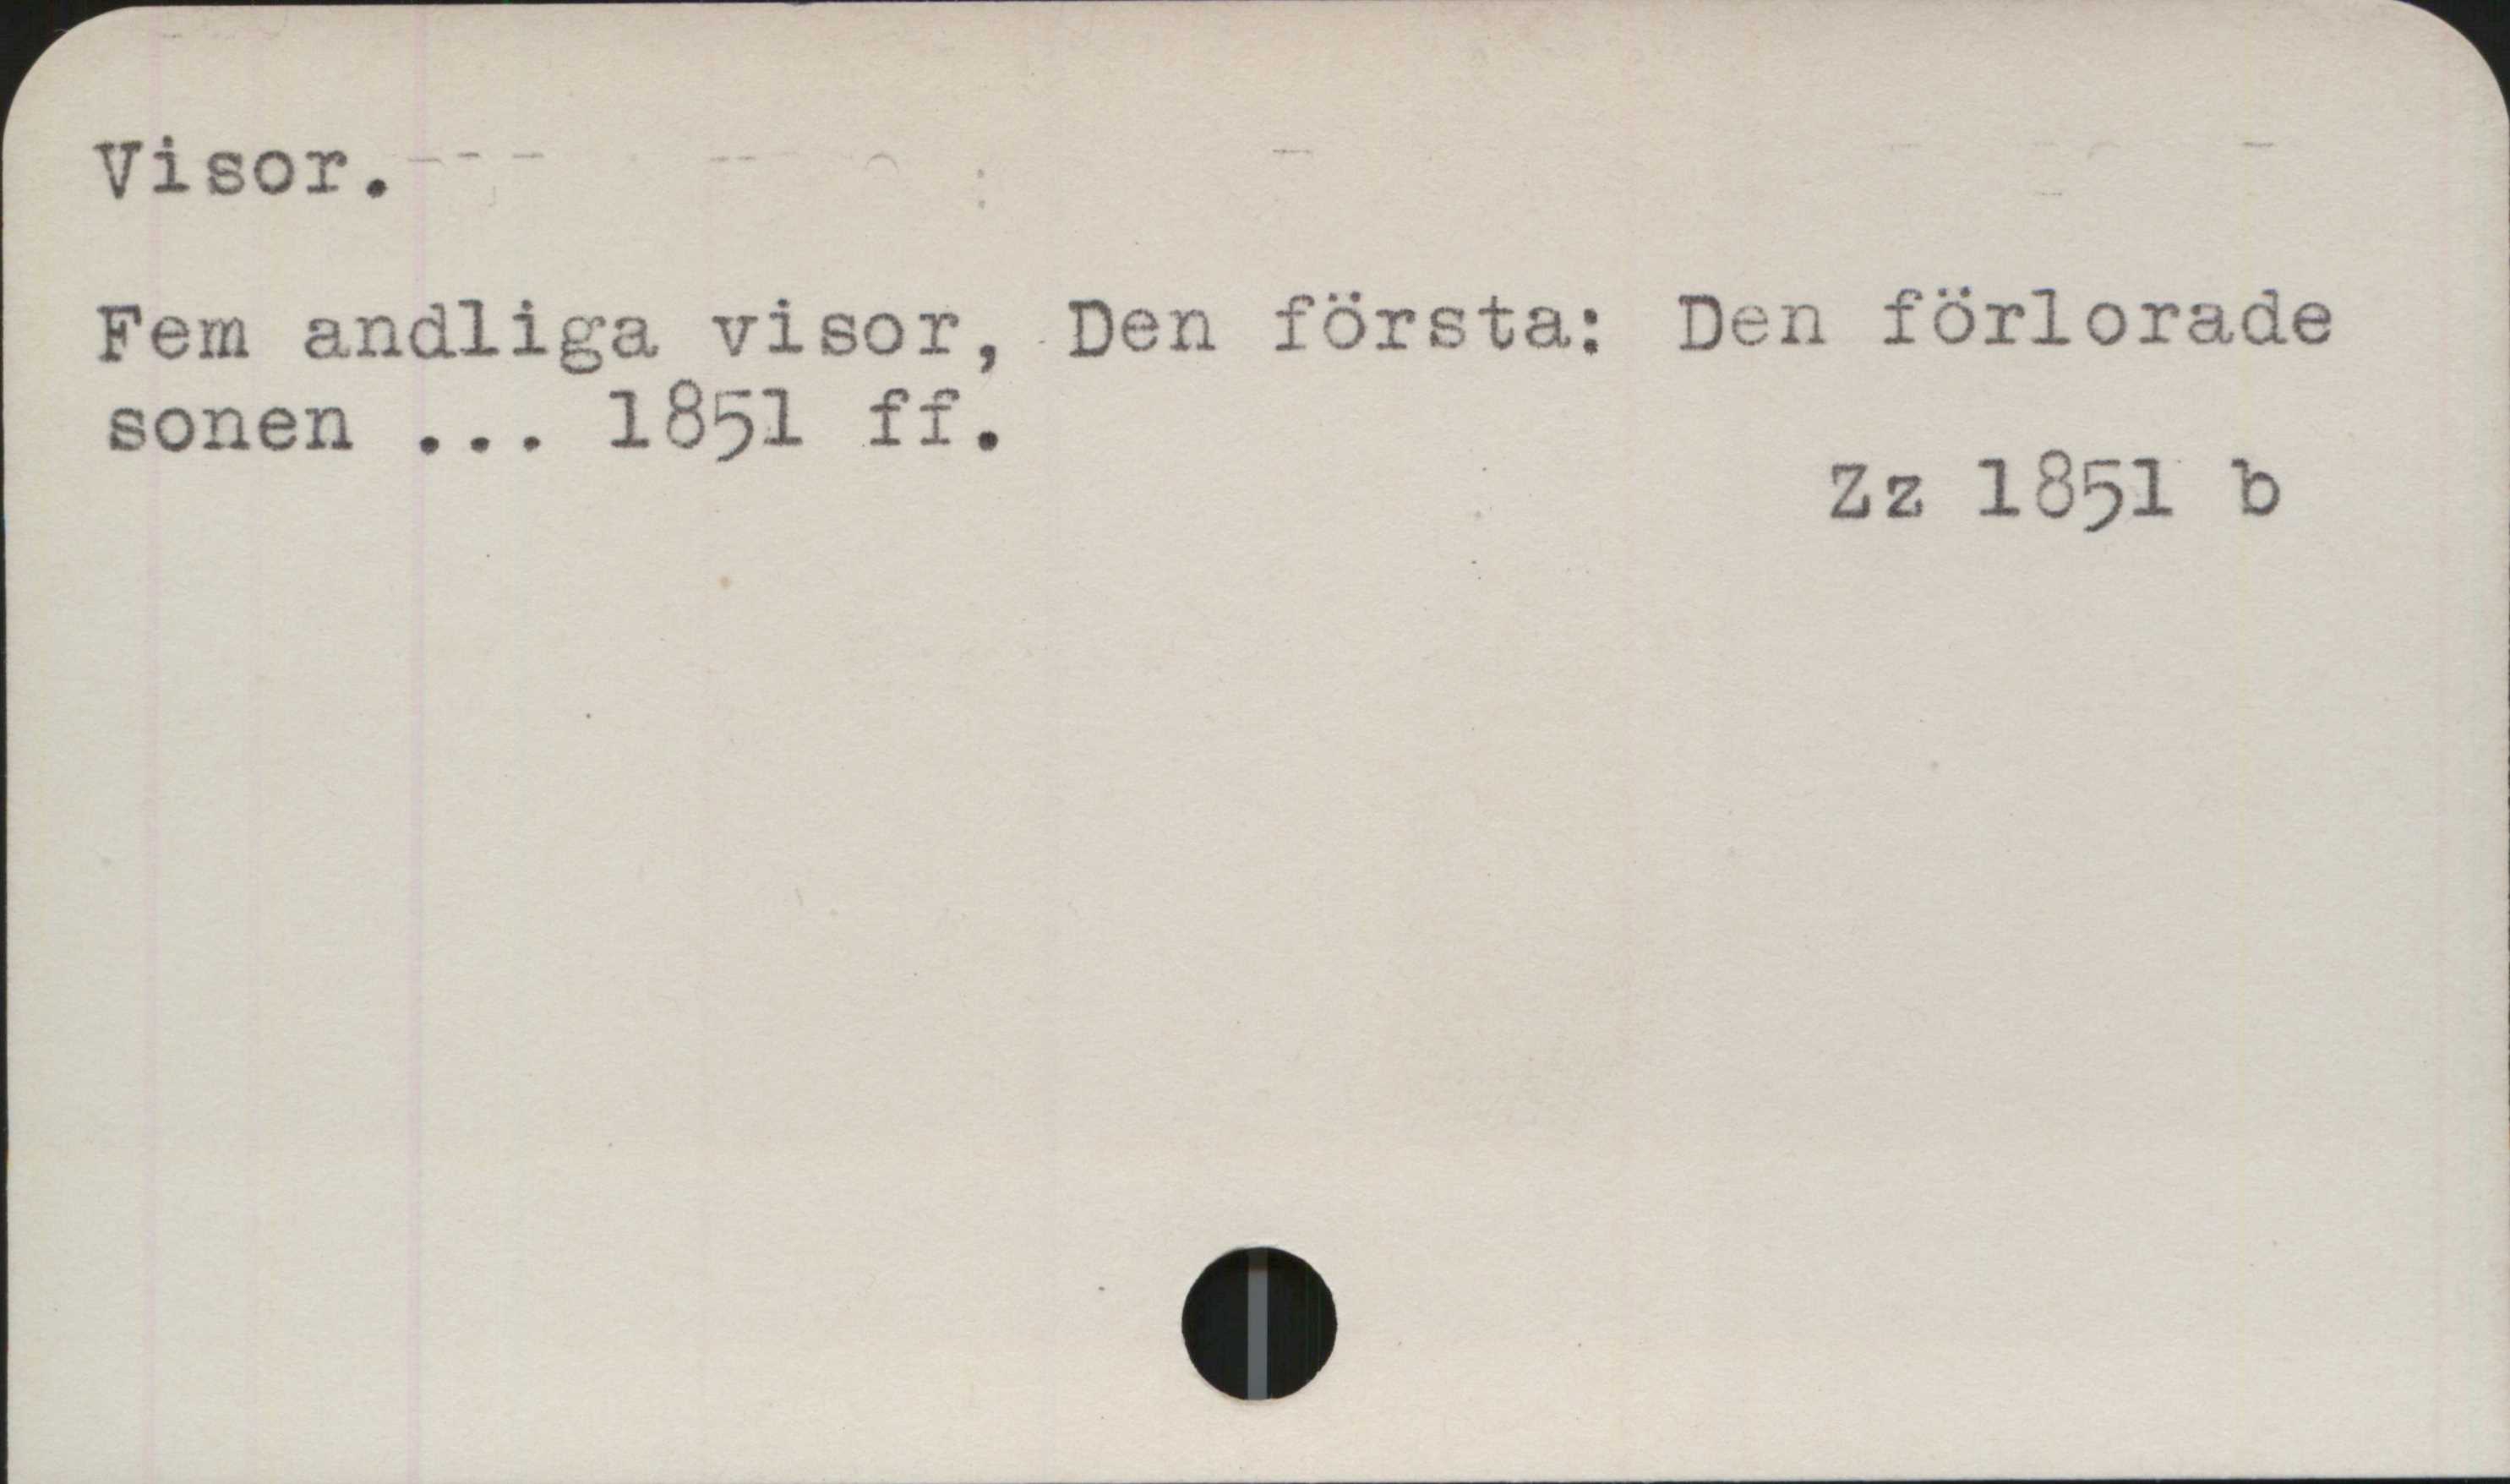 Visor.
Fem andliga visor, Den första: Den förlorade
sonen ... 1851 ff.
Zz 1851 b